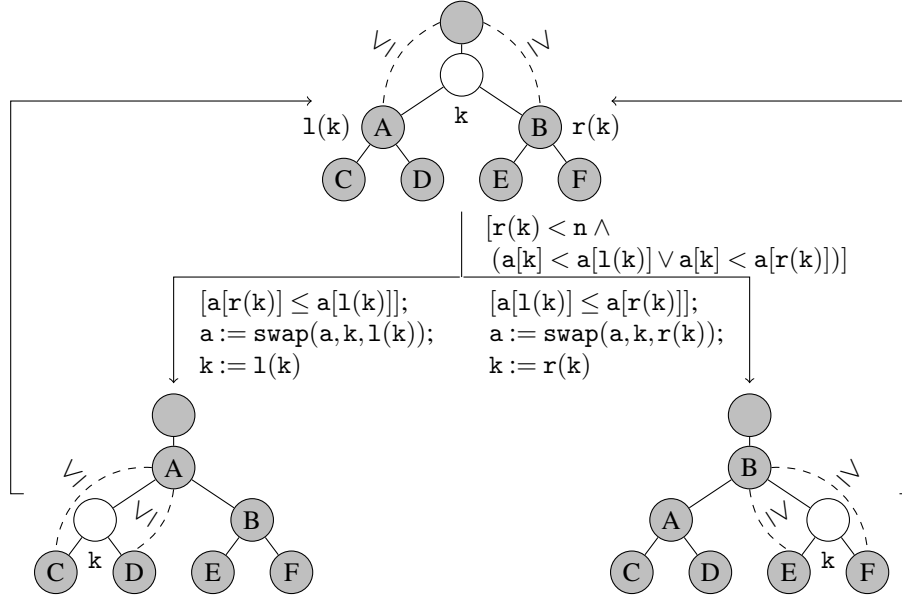 ≥ ≥
l(k) A k B r(k)
C D E F
[r(k) < n ∧
(a[k] < a[l(k)] ∨ a[k] < a[r(k)])]
[a[r(k)] ≤ a[l(k)]];
a := swap(a, k, l(k));
k := l(k)
[a[l(k)] ≤ a[r(k)]];
a := swap(a, k, r(k));
k := r(k)
≥ A
≥ B
C k D E F
B ≥
A ≥
C D E k F